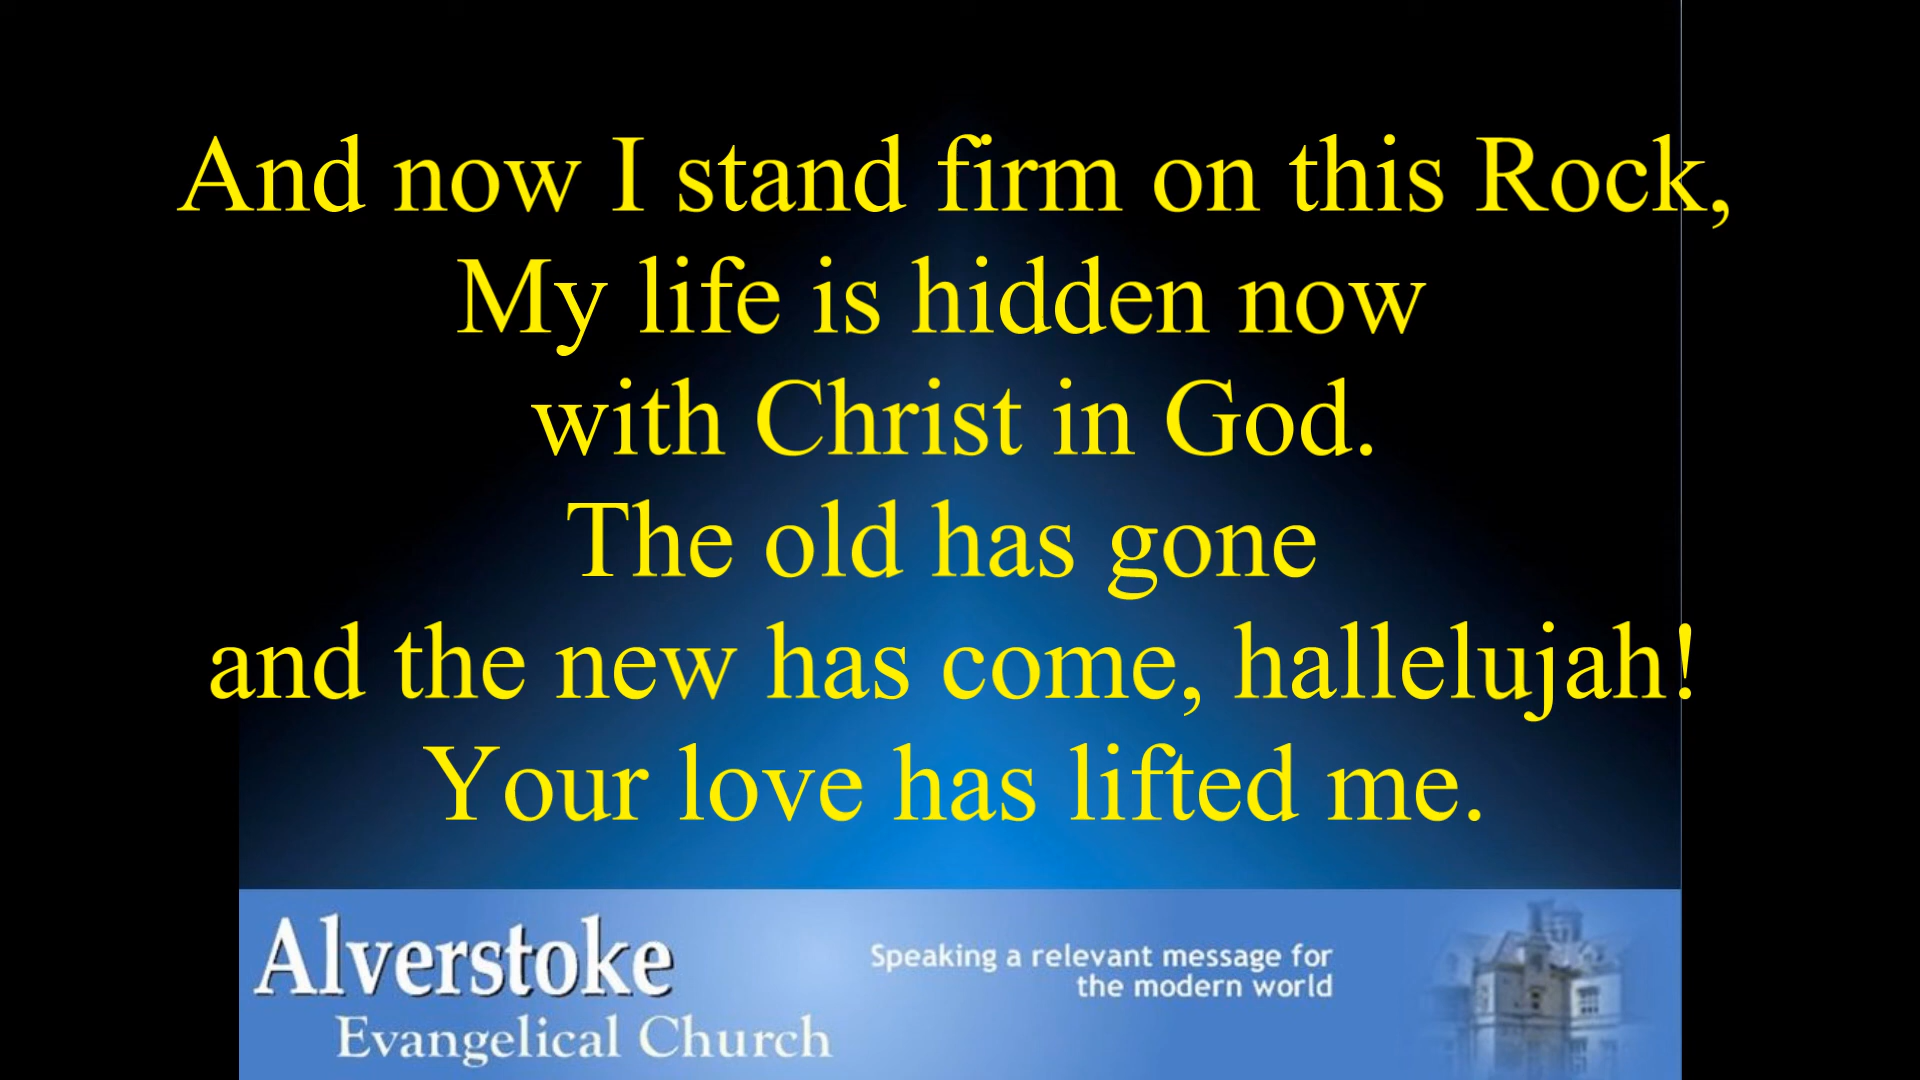 And now I stand firm on this Rock,
My life is hidden now
with Christ in God.
The old has gone
and the new has come, hallelujah!
Your love has lifted me.
Alverstoke
Evangelical Church
Speaking a relevant message for
the modern world